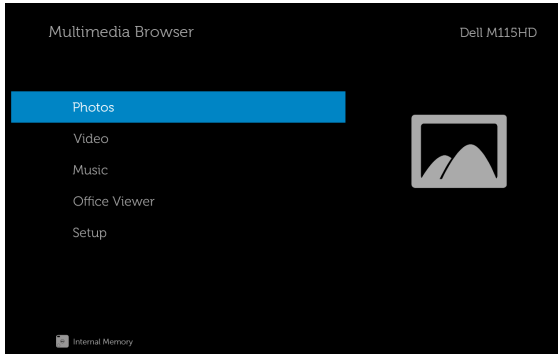 Multimedia Browser
Dell M115HD
Photos
Video
Music
Office Viewer
Setup
Internal Memory